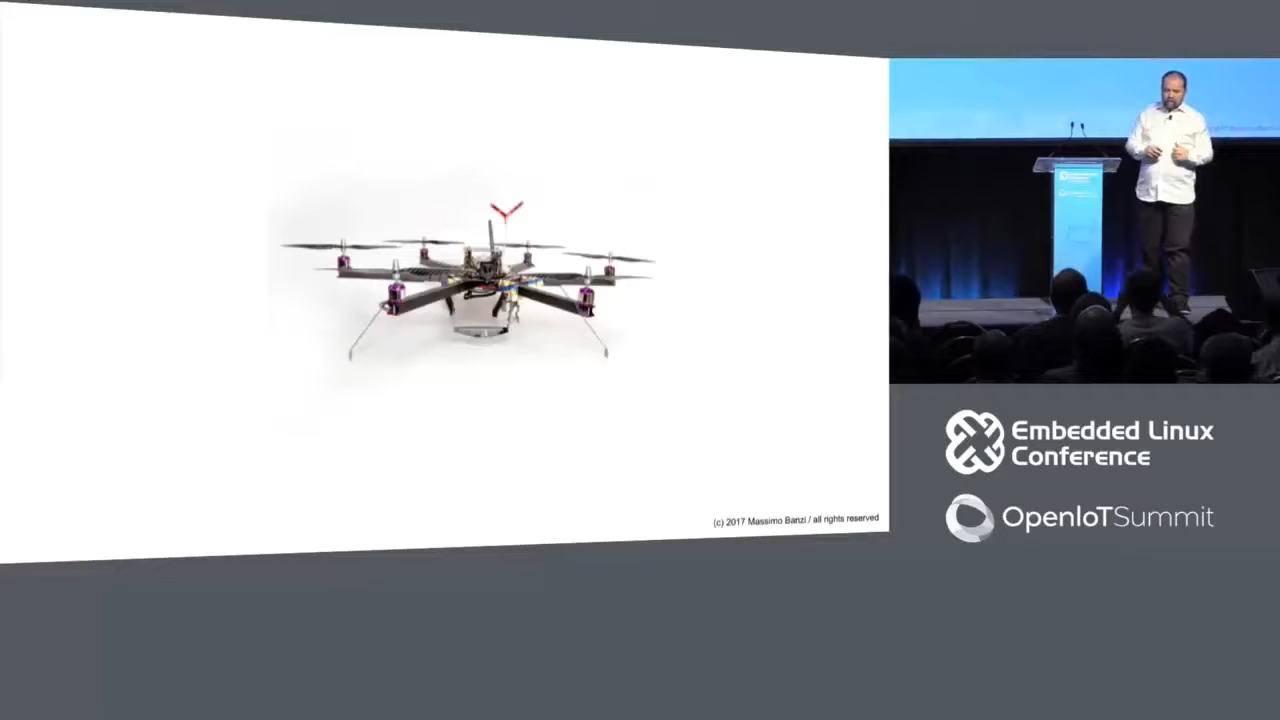 (c) 2017 Massimo Banzi / all rights reserved
Embedded Linux
Conference
OpenIoTSummit